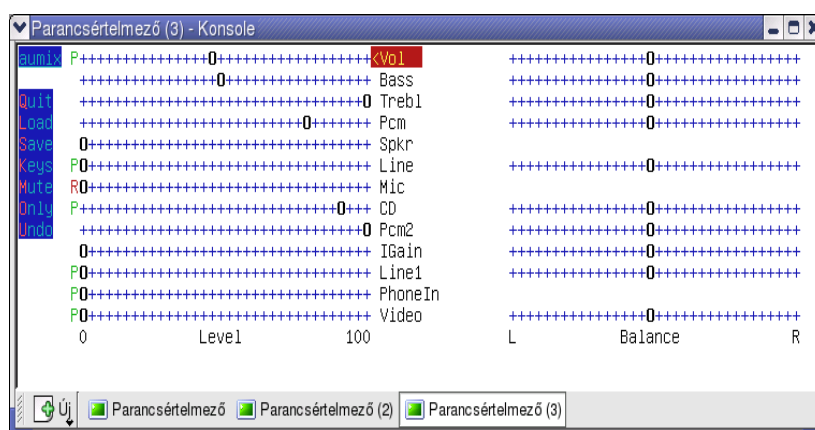 Parancsértelmező (3) - Konsole
aumix P+++++++++++++++0++++++++++++++++++<Vol ++++++++++++++++0+++++++++++++++++
++++++++++++++++0+++++++++++++++++ Bass ++++++++++++++++0+++++++++++++++++
Quit +++++++++++++++++++++++++++++++++0 Trebl ++++++++++++++++0+++++++++++++++++
Load ++++++++++++++++++++++++++0+++++++ Pcm ++++++++++++++++0+++++++++++++++++
Save 0+++++++++++++++++++++++++++++++++ Spkr
Keys P0+++++++++++++++++++++++++++++++++ Line ++++++++++++++++0+++++++++++++++++
Mute R0+++++++++++++++++++++++++++++++++ Mic
Only P++++++++++++++++++++++++++++++0+++ CD ++++++++++++++++0+++++++++++++++++
Undo +++++++++++++++++++++++++++++++++0 Pcm2 ++++++++++++++++0+++++++++++++++++
0+++++++++++++++++++++++++++++++++ IGain ++++++++++++++++0+++++++++++++++++
P0+++++++++++++++++++++++++++++++++ Line1 ++++++++++++++++0+++++++++++++++++
P0+++++++++++++++++++++++++++++++++ PhoneIn
P0+++++++++++++++++++++++++++++++++ Video ++++++++++++++++0+++++++++++++++++
0 Level 100 L Balance R
Új Parancsértelmező Parancsértelmező (2) Parancsértelmező (3)